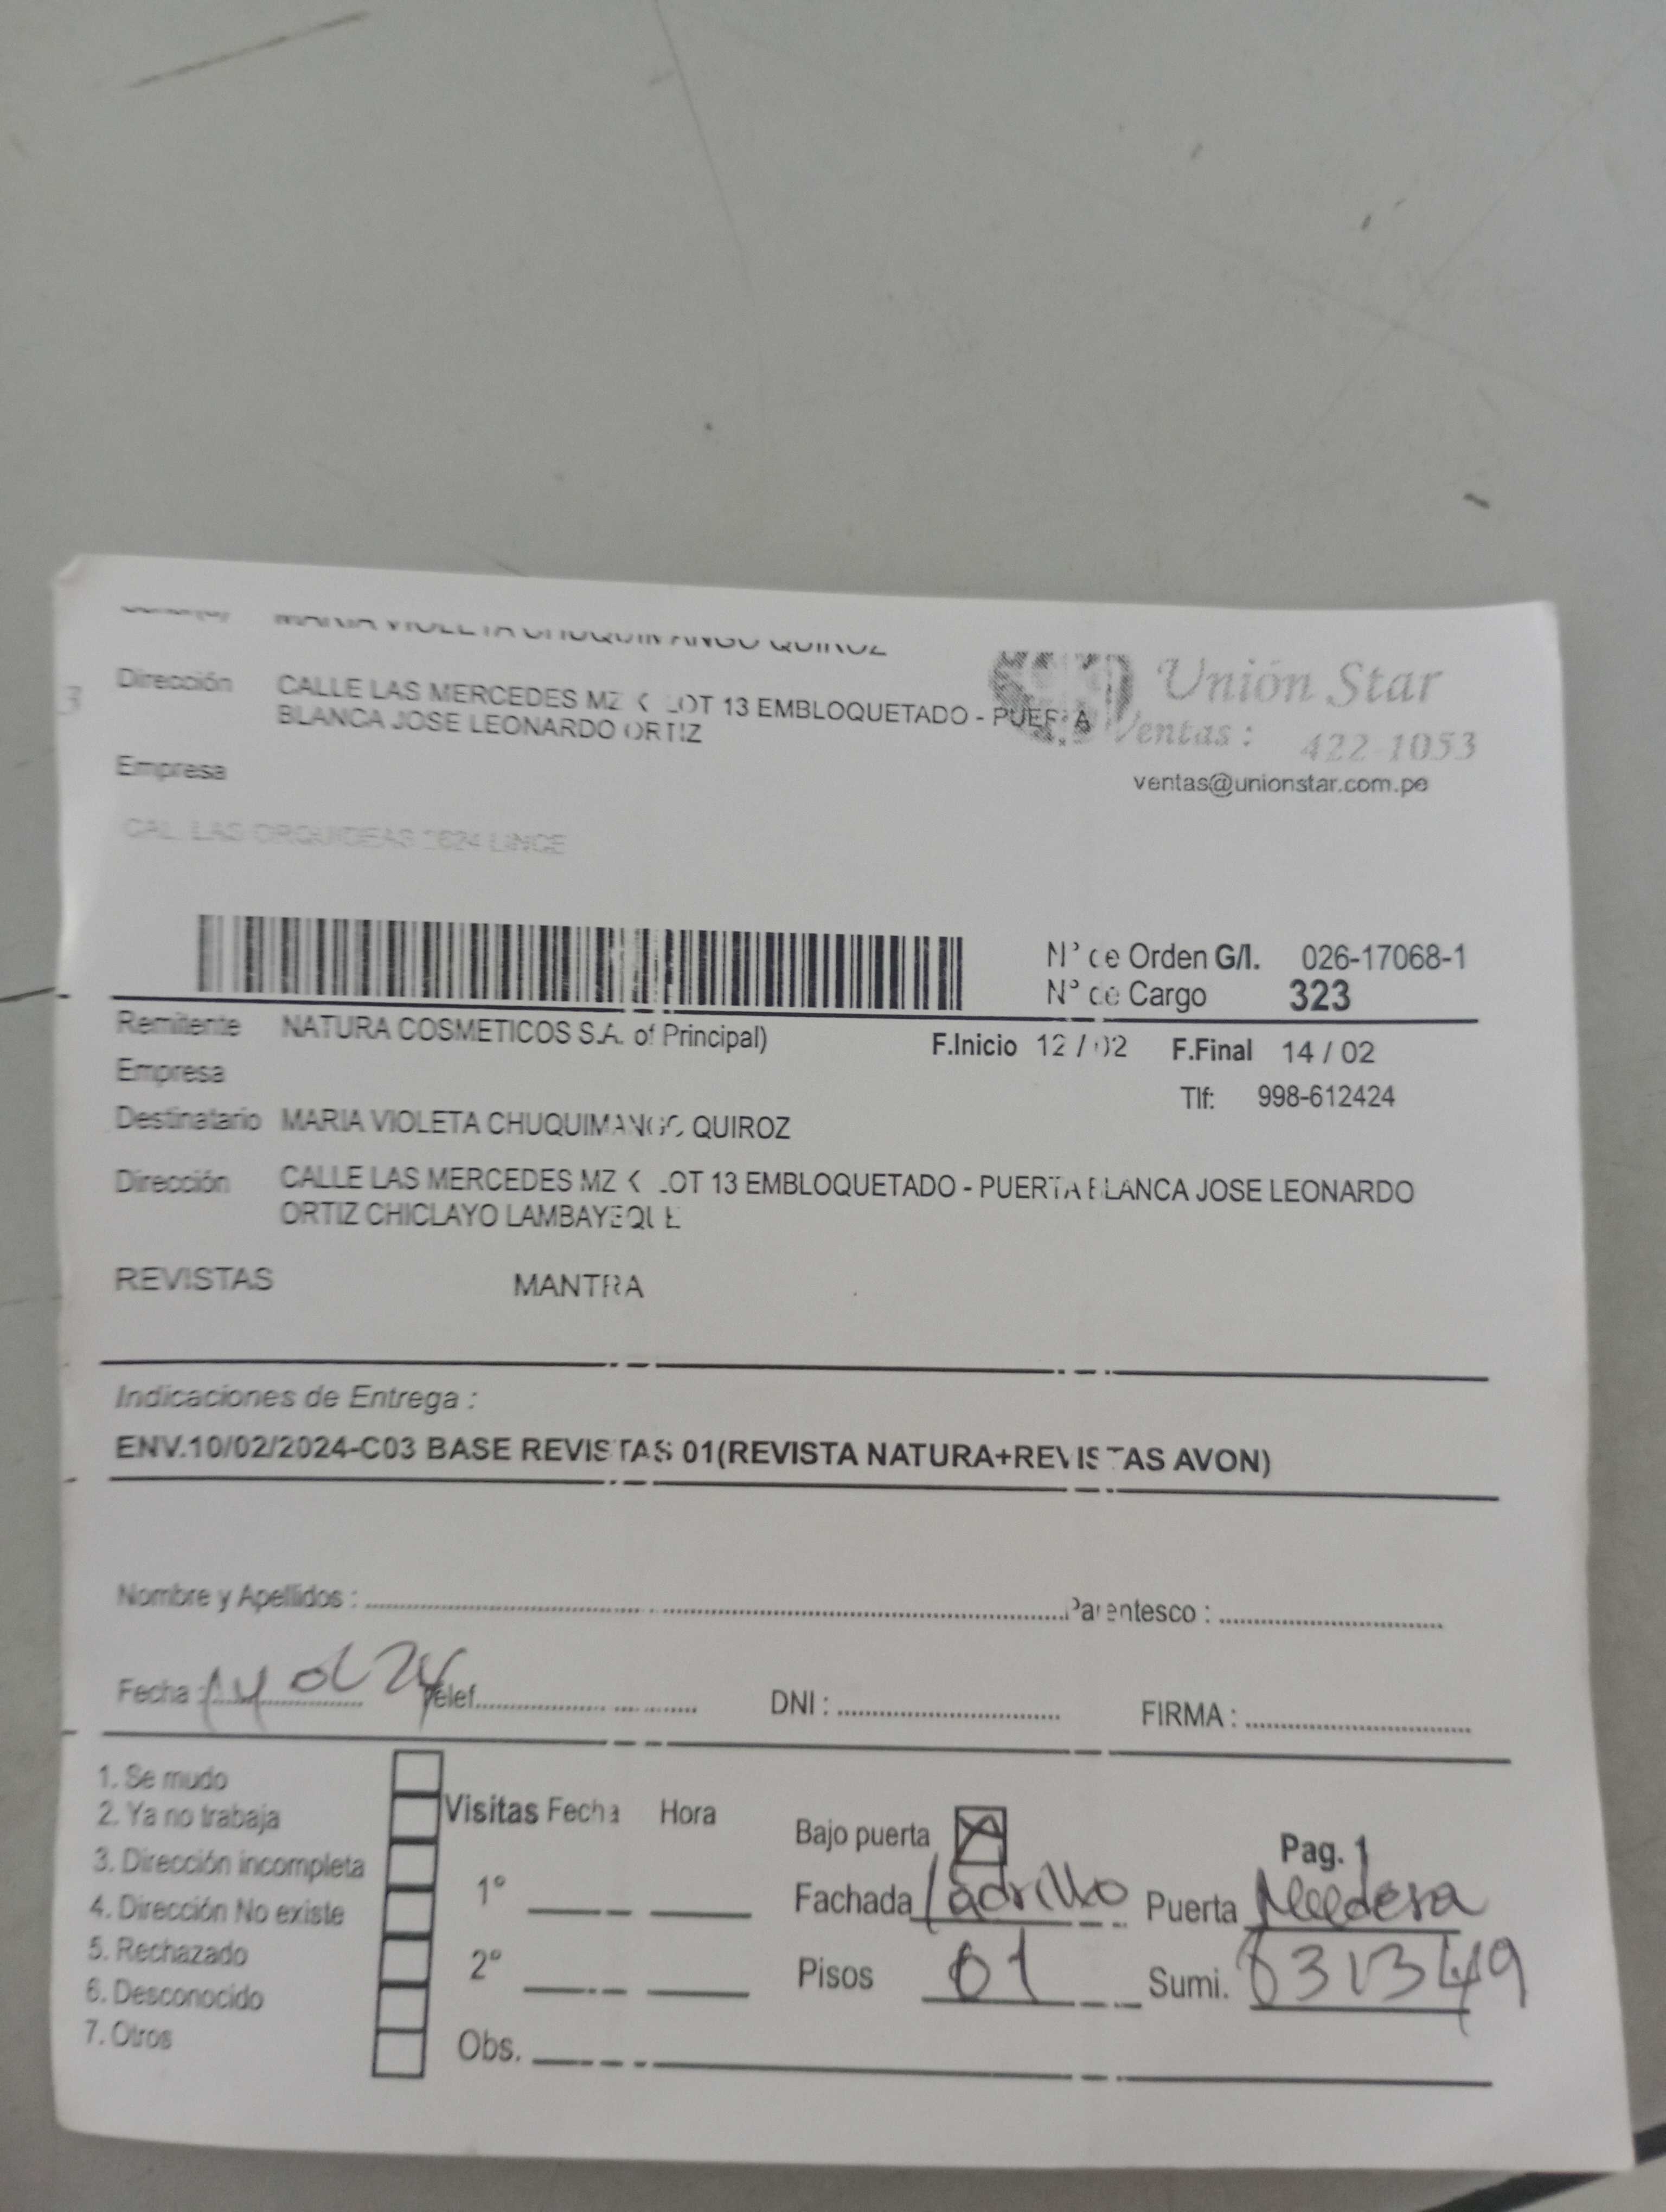 MARIA VIOLETA CHUQUIMANGO QUIROZ
Dirección CALLE LAS MERCEDES MZ K LOT 13 EMBLOQUETADO - PUERTA
BLANCA JOSE LEONARDO ORTIZ
3
Unión Star
Ventas : 422-1053
ventas@unionstar.com.pe
Empresa
CAL. LAS ORQUIDEAS 2624 LINCE
N° de Orden G/I. 026-17068-1
N° de Cargo 323
Remitente NATURA COSMETICOS S.A. of Principal)
F.Inicio 12 / 02 F.Final 14 / 02
Empresa
Tlf: 998-612424
Destinatario MARIA VIOLETA CHUQUIMANGO QUIROZ
Dirección CALLE LAS MERCEDES MZ K LOT 13 EMBLOQUETADO - PUERTA BLANCA JOSE LEONARDO
ORTIZ CHICLAYO LAMBAYEQUE
REVISTAS MANTRA
Indicaciones de Entrega :
ENV.10/02/2024-C03 BASE REVISTAS 01(REVISTA NATURA+REVISTAS AVON)
Nombre y Apellidos : Parentesco :
Fecha : 14 02 24 Telef. DNI : FIRMA :
1. Se mudo
2. Ya no trabaja
3. Dirección incompleta
4. Dirección No existe
5. Rechazado
6. Desconocido
7. Otros
Visitas Fecha Hora
1°
2°
Obs.
Bajo puerta X
Pag. 1
Fachada ladrillo Puerta Madera
Pisos 01 Sumi.